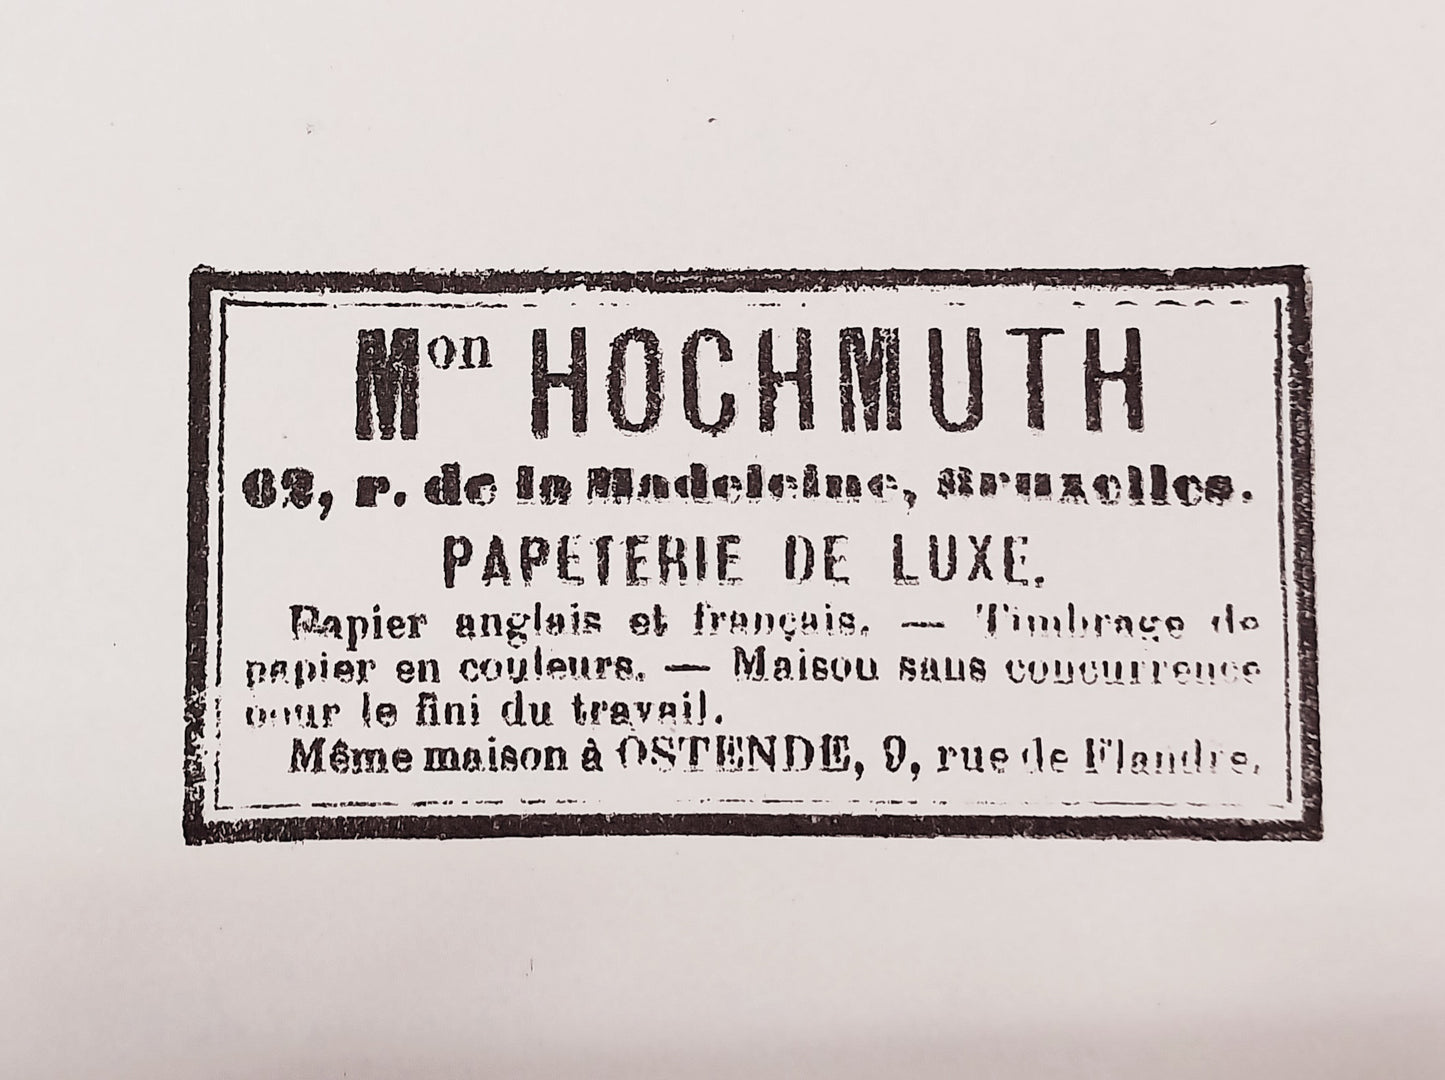 Mon HOCHMUTH
62, r. de la Madeleine, Bruxelles.
PAPETERIE DE LUXE.
Papier anglais et français. — Timbrage de
papier en couleurs. — Maison sans concurrence
pour le fini du travail.
Même maison à OSTENDE, 9, rue de Flandre.